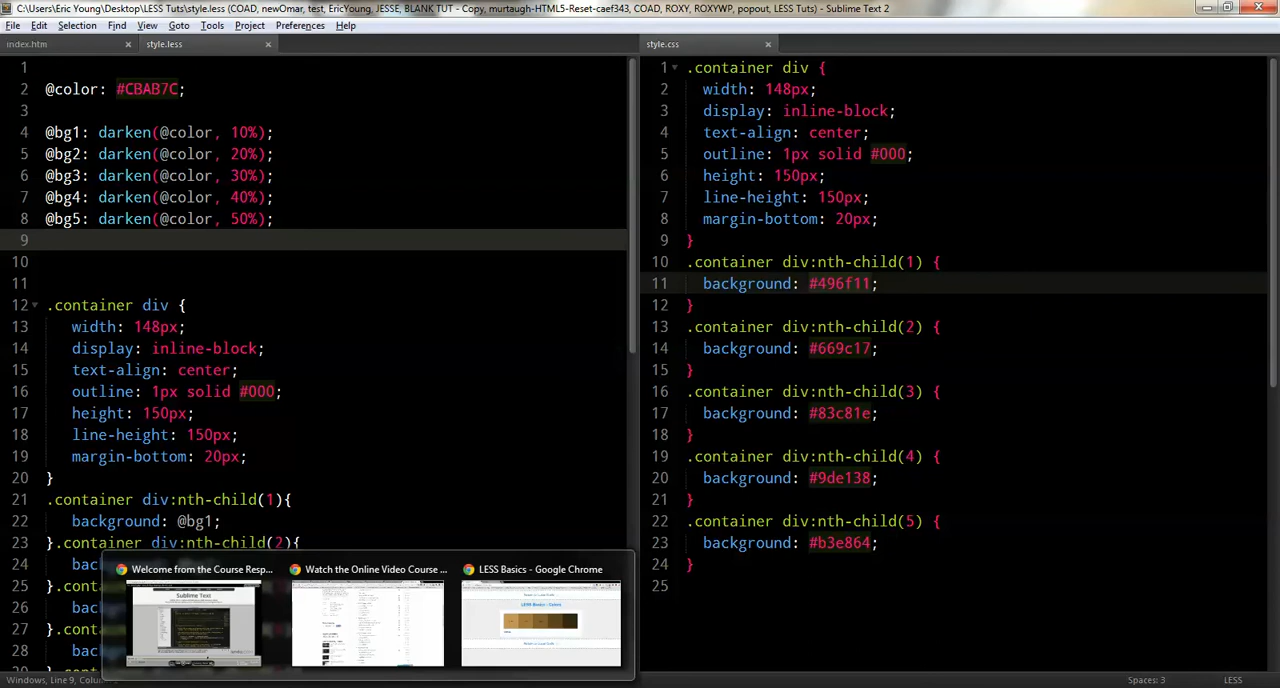 C:\Users\Eric Young\Desktop\LESS Tuts\style.less (COAD, newOmar, test, EricYoung, JESSE, BLANK TUT - Copy, murtaugh-HTML5-Reset-caef343, COAD, ROXY, ROXYWP, popout, LESS Tuts) - Sublime Text 2
File Edit Selection Find View Goto Tools Project Preferences Help
index.htm × style.less ×
1
2 @color: #CBAB7C;
3
4 @bg1: darken(@color, 10%);
5 @bg2: darken(@color, 20%);
6 @bg3: darken(@color, 30%);
7 @bg4: darken(@color, 40%);
8 @bg5: darken(@color, 50%);
9
10
11
12 .container div {
13 width: 148px;
14 display: inline-block;
15 text-align: center;
16 outline: 1px solid #000;
17 height: 150px;
18 line-height: 150px;
19 margin-bottom: 20px;
20 }
21 .container div:nth-child(1){
22 background: @bg1;
23 }.container div:nth-child(2){
24 bac
25 }.con
26 bac
27 }.con
28 bac
style.css ×
1 .container div {
2 width: 148px;
3 display: inline-block;
4 text-align: center;
5 outline: 1px solid #000;
6 height: 150px;
7 line-height: 150px;
8 margin-bottom: 20px;
9 }
10 .container div:nth-child(1) {
11 background: #496f11;
12 }
13 .container div:nth-child(2) {
14 background: #669c17;
15 }
16 .container div:nth-child(3) {
17 background: #83c81e;
18 }
19 .container div:nth-child(4) {
20 background: #9de138;
21 }
22 .container div:nth-child(5) {
23 background: #b3e864;
24 }
25
Welcome from the Course Resp...
Sublime Text
Watch the Online Video Course ...
LESS Basics - Google Chrome
LESS Basics | Colors
Windows, Line 9, Colu
Spaces: 3
LESS